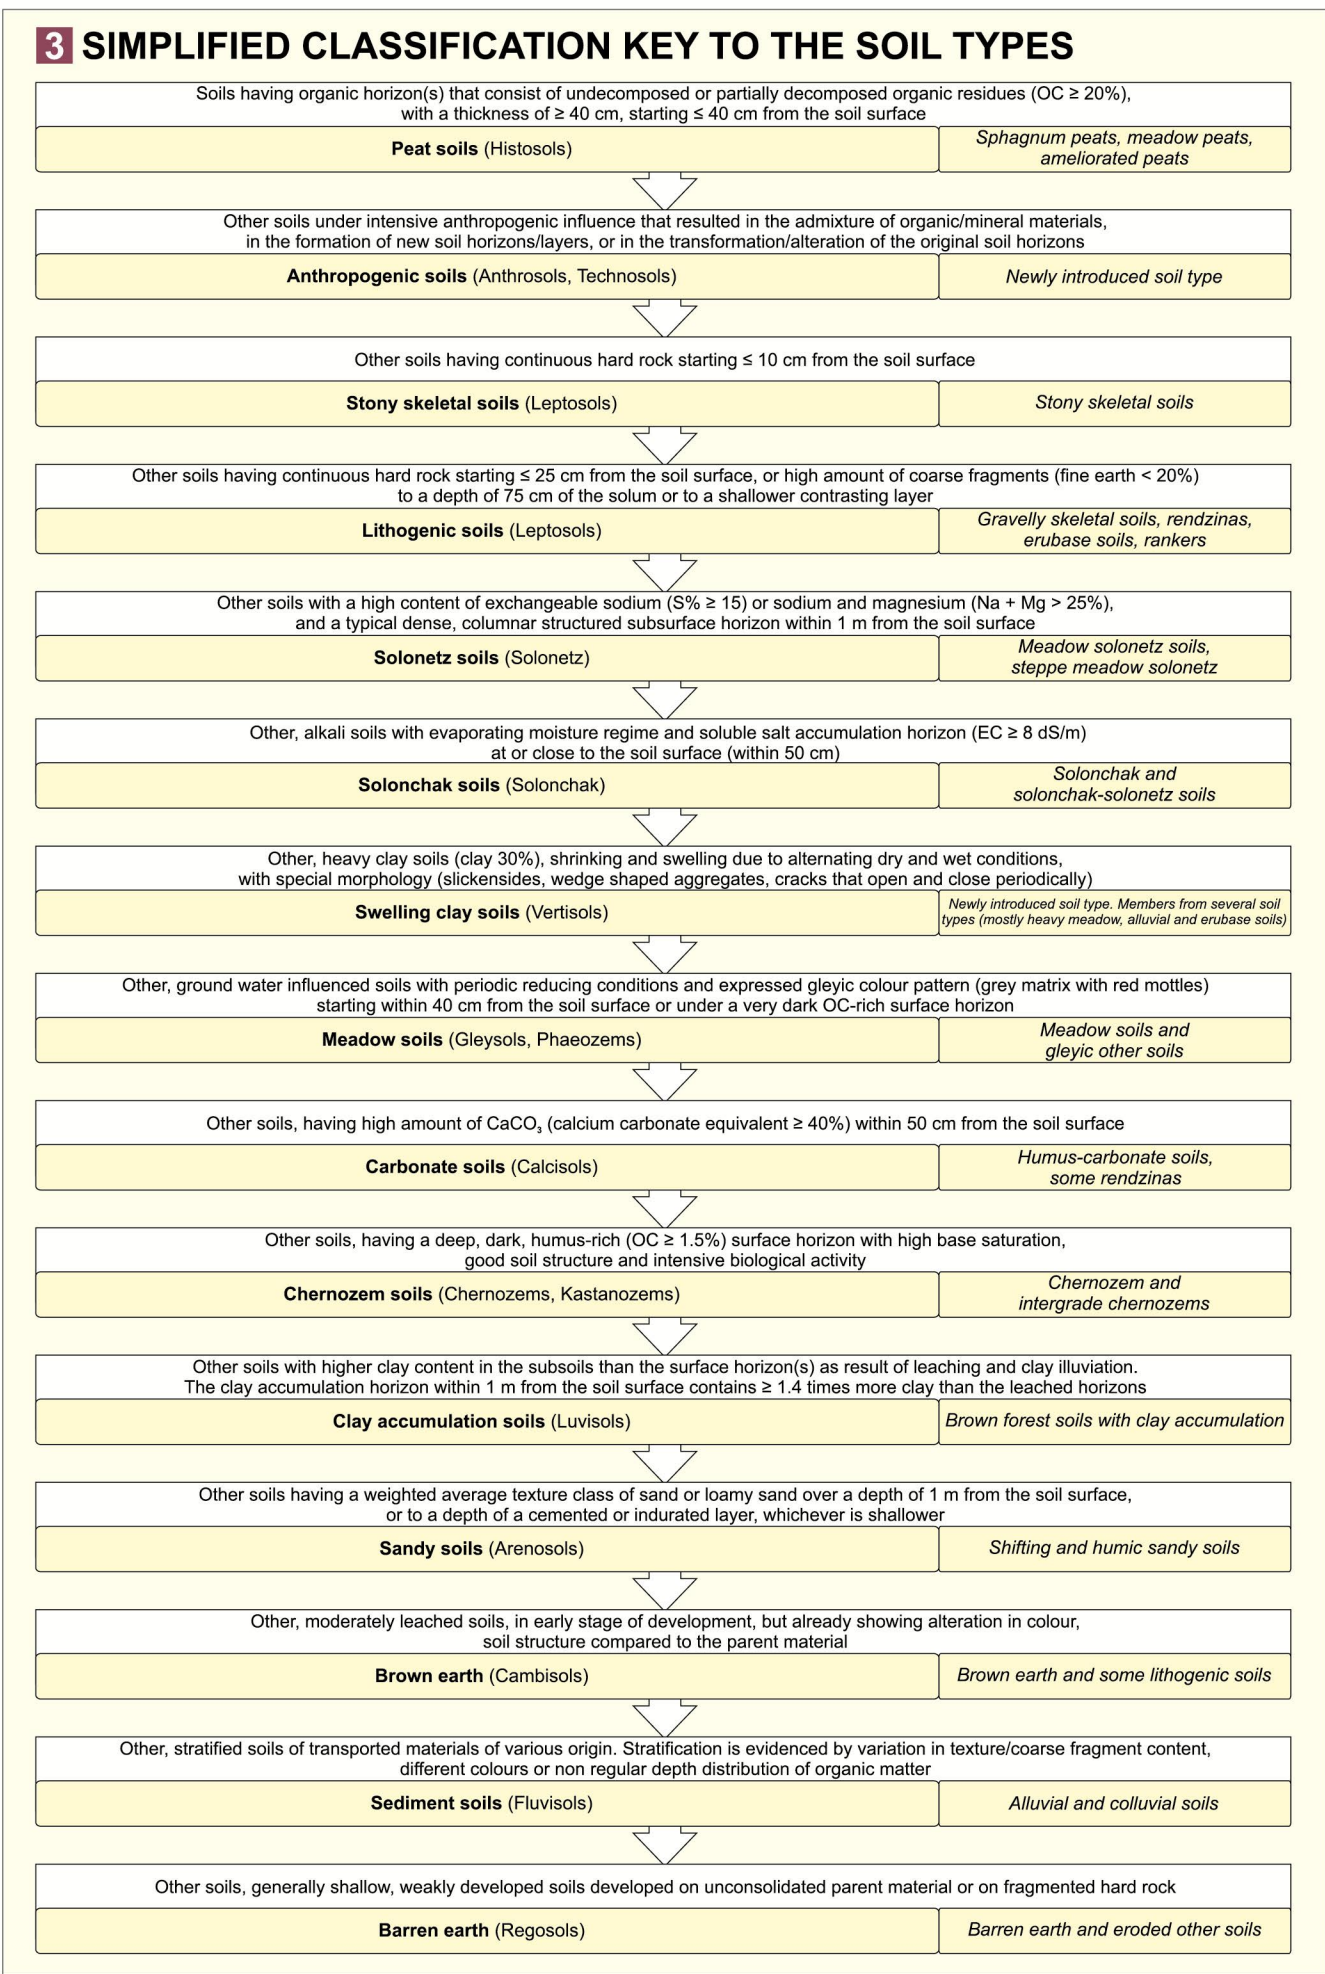 3 SIMPLIFIED CLASSIFICATION KEY TO THE SOIL TYPES
Soils having organic horizon(s) that consist of undecomposed or partially decomposed organic residues (OC ≥ 20%),
with a thickness of ≥ 40 cm, starting ≤ 40 cm from the soil surface
Peat soils (Histosols)
Sphagnum peats, meadow peats,
ameliorated peats
Other soils under intensive anthropogenic influence that resulted in the admixture of organic/mineral materials,
in the formation of new soil horizons/layers, or in the transformation/alteration of the original soil horizons
Anthropogenic soils (Anthrosols, Technosols)
Newly introduced soil type
Other soils having continuous hard rock starting ≤ 10 cm from the soil surface
Stony skeletal soils (Leptosols)
Stony skeletal soils
Other soils having continuous hard rock starting ≤ 25 cm from the soil surface, or high amount of coarse fragments (fine earth < 20%)
to a depth of 75 cm of the solum or to a shallower contrasting layer
Lithogenic soils (Leptosols)
Gravelly skeletal soils, rendzinas,
erubase soils, rankers
Other soils with a high content of exchangeable sodium (S% ≥ 15) or sodium and magnesium (Na + Mg > 25%),
and a typical dense, columnar structured subsurface horizon within 1 m from the soil surface
Solonetz soils (Solonetz)
Meadow solonetz soils,
steppe meadow solonetz
Other, alkali soils with evaporating moisture regime and soluble salt accumulation horizon (EC ≥ 8 dS/m)
at or close to the soil surface (within 50 cm)
Solonchak soils (Solonchak)
Solonchak and
solonchak-solonetz soils
Other, heavy clay soils (clay 30%), shrinking and swelling due to alternating dry and wet conditions,
with special morphology (slickensides, wedge shaped aggregates, cracks that open and close periodically)
Swelling clay soils (Vertisols)
Newly introduced soil type. Members from several soil
types (mostly heavy meadow, alluvial and erubase soils)
Other, ground water influenced soils with periodic reducing conditions and expressed gleyic colour pattern (grey matrix with red mottles)
starting within 40 cm from the soil surface or under a very dark OC-rich surface horizon
Meadow soils (Gleysols, Phaeozems)
Meadow soils and
gleyic other soils
Other soils, having high amount of CaCO₃ (calcium carbonate equivalent ≥ 40%) within 50 cm from the soil surface
Carbonate soils (Calcisols)
Humus-carbonate soils,
some rendzinas
Other soils, having a deep, dark, humus-rich (OC ≥ 1.5%) surface horizon with high base saturation,
good soil structure and intensive biological activity
Chernozem soils (Chernozems, Kastanozems)
Chernozem and
intergrade chernozems
Other soils with higher clay content in the subsoils than the surface horizon(s) as result of leaching and clay illuviation.
The clay accumulation horizon within 1 m from the soil surface contains ≥ 1.4 times more clay than the leached horizons
Clay accumulation soils (Luvisols)
Brown forest soils with clay accumulation
Other soils having a weighted average texture class of sand or loamy sand over a depth of 1 m from the soil surface,
or to a depth of a cemented or indurated layer, whichever is shallower
Sandy soils (Arenosols)
Shifting and humic sandy soils
Other, moderately leached soils, in early stage of development, but already showing alteration in colour,
soil structure compared to the parent material
Brown earth (Cambisols)
Brown earth and some lithogenic soils
Other, stratified soils of transported materials of various origin. Stratification is evidenced by variation in texture/coarse fragment content,
different colours or non regular depth distribution of organic matter
Sediment soils (Fluvisols)
Alluvial and colluvial soils
Other soils, generally shallow, weakly developed soils developed on unconsolidated parent material or on fragmented hard rock
Barren earth (Regosols)
Barren earth and eroded other soils